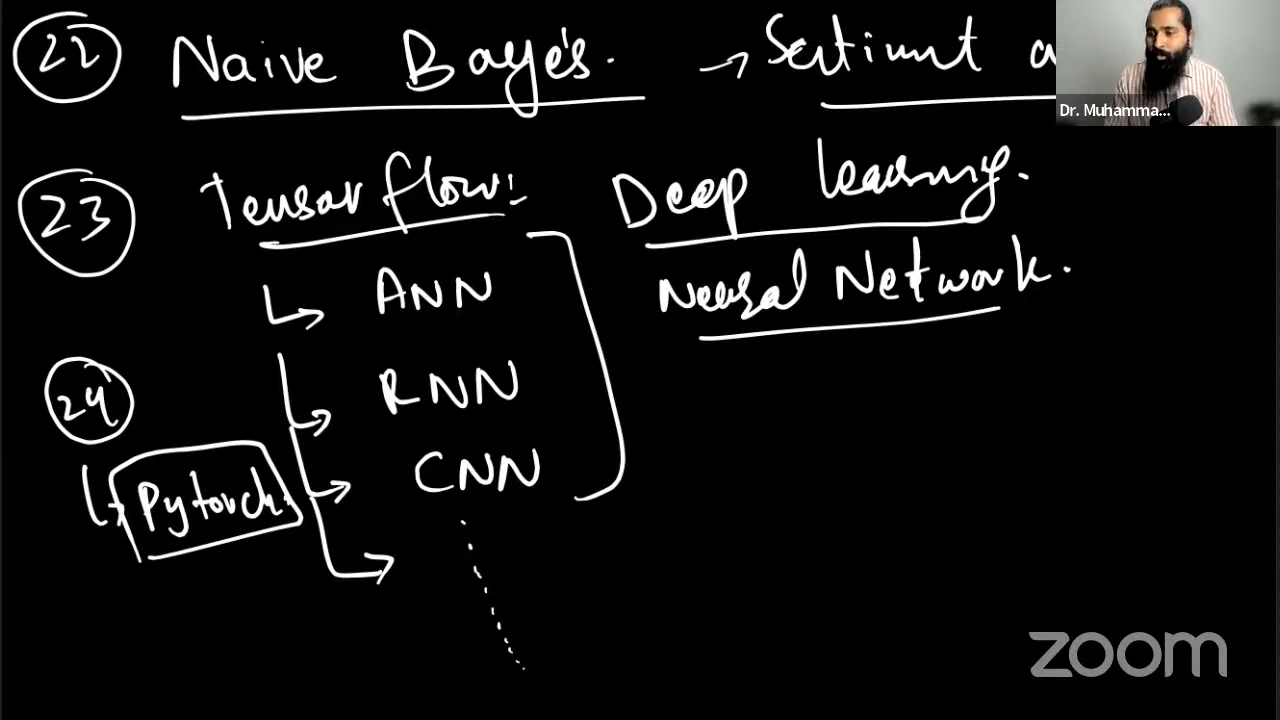 22 Naive Baye's. → Sentiment a
Dr. Muhamma...
23 Tensorflow: Deep learning.
↳ ANN Neural Network.
↳ RNN
24
↳ CNN
↳ Pytorch.
zoom